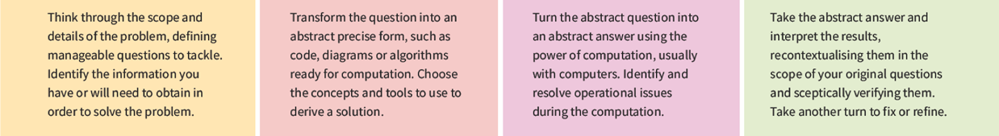 Think through the scope and
details of the problem, defining
manageable questions to tackle.
Identify the information you
have or will need to obtain in
order to solve the problem.
Transform the question into an
abstract precise form, such as
code, diagrams or algorithms
ready for computation. Choose
the concepts and tools to use to
derive a solution.
Turn the abstract question into
an abstract answer using the
power of computation, usually
with computers. Identify and
resolve operational issues
during the computation.
Take the abstract answer and
interpret the results,
recontextualising them in the
scope of your original questions
and sceptically verifying them.
Take another turn to fix or refine.